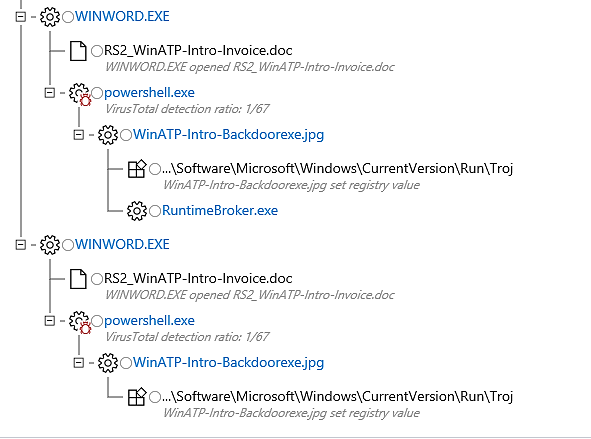 WINWORD.EXE
RS2_WinATP-Intro-Invoice.doc
WINWORD.EXE opened RS2_WinATP-Intro-Invoice.doc
powershell.exe
VirusTotal detection ratio: 1/67
WinATP-Intro-Backdoorexe.jpg
...\Software\Microsoft\Windows\CurrentVersion\Run\Troj
WinATP-Intro-Backdoorexe.jpg set registry value
RuntimeBroker.exe
WINWORD.EXE
RS2_WinATP-Intro-Invoice.doc
WINWORD.EXE opened RS2_WinATP-Intro-Invoice.doc
powershell.exe
VirusTotal detection ratio: 1/67
WinATP-Intro-Backdoorexe.jpg
...\Software\Microsoft\Windows\CurrentVersion\Run\Troj
WinATP-Intro-Backdoorexe.jpg set registry value